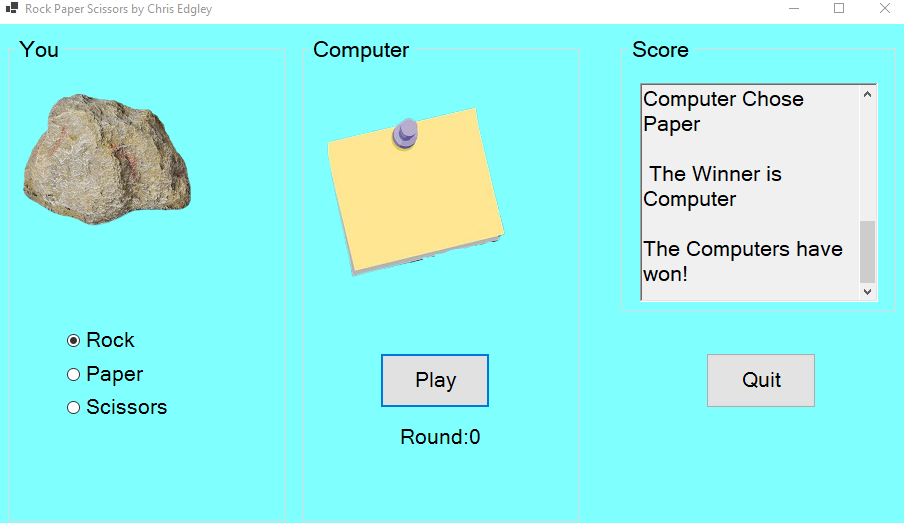 Rock Paper Scissors by Chris Edgley
You
Computer
Score
Computer Chose
Paper
The Winner is
Computer
The Computers have
won!
Rock
Paper
Scissors
Play
Quit
Round:0